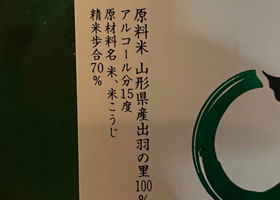 原料米 山形県産出羽の里100%
アルコール分15度
原材料名 米、米こうじ
精米歩合70%